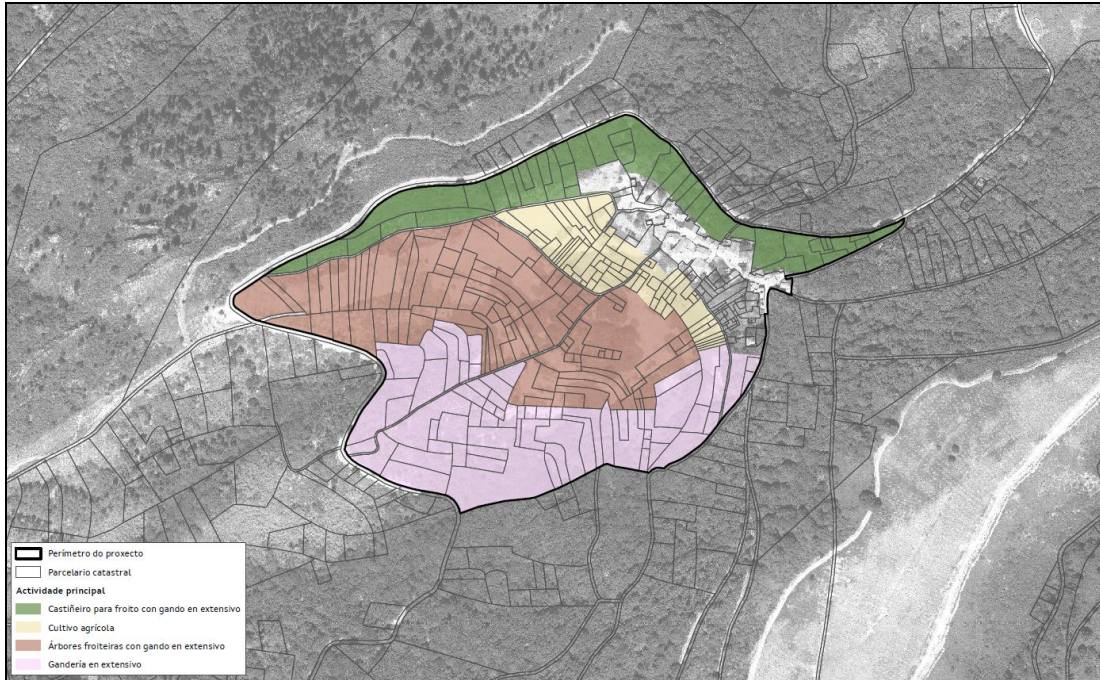 Perímetro do proxecto
Parcelario catastral
Actividade principal
Castiñeiro para froito con gando en extensivo
Cultivo agrícola
Árbores froiteiras con gando en extensivo
Gandería en extensivo